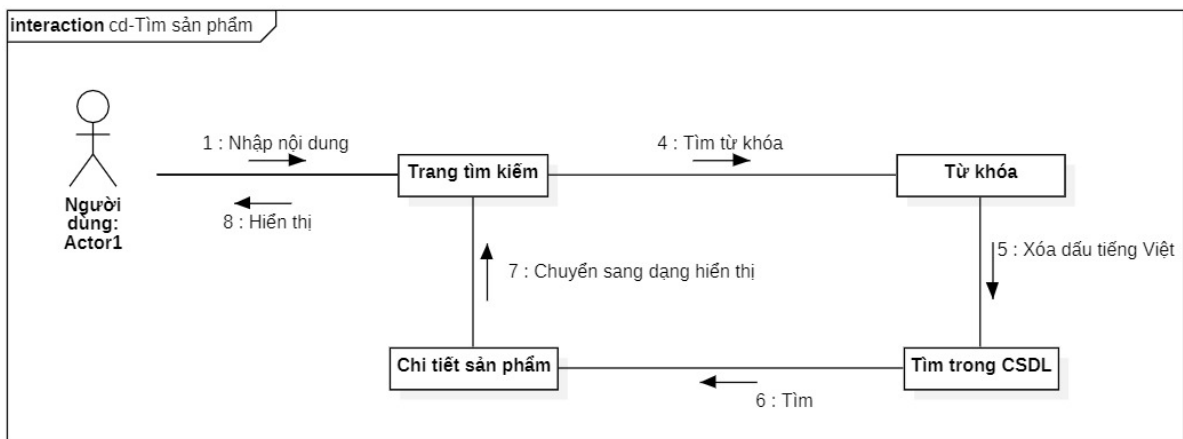 interaction cd-Tìm sản phẩm
1 : Nhập nội dung
4 : Tìm từ khóa
Trang tìm kiếm
Từ khóa
Người
dùng:
Actor1
8 : Hiển thị
5 : Xóa dấu tiếng Việt
7 : Chuyển sang dạng hiển thị
Chi tiết sản phẩm
Tìm trong CSDL
6 : Tìm